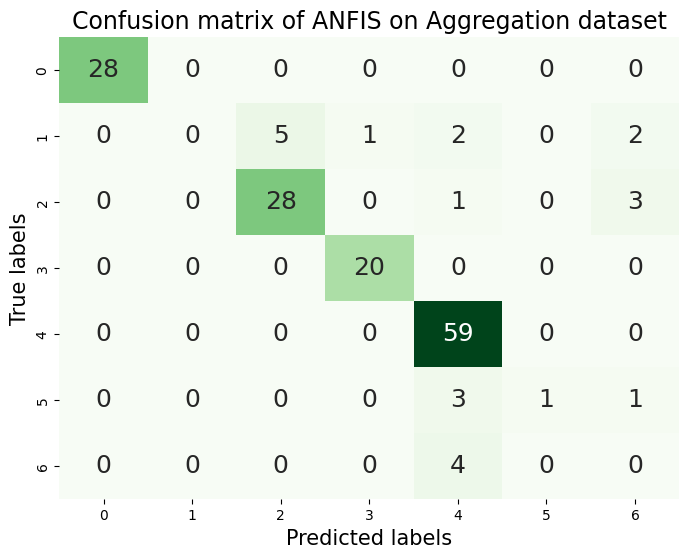 Confusion matrix of ANFIS on Aggregation dataset
True labels
0 28 0 0 0 0 0 0
1 0 0 5 1 2 0 2
2 0 0 28 0 1 0 3
3 0 0 0 20 0 0 0
4 0 0 0 0 59 0 0
5 0 0 0 0 3 1 1
6 0 0 0 0 4 0 0
0 1 2 3 4 5 6
Predicted labels